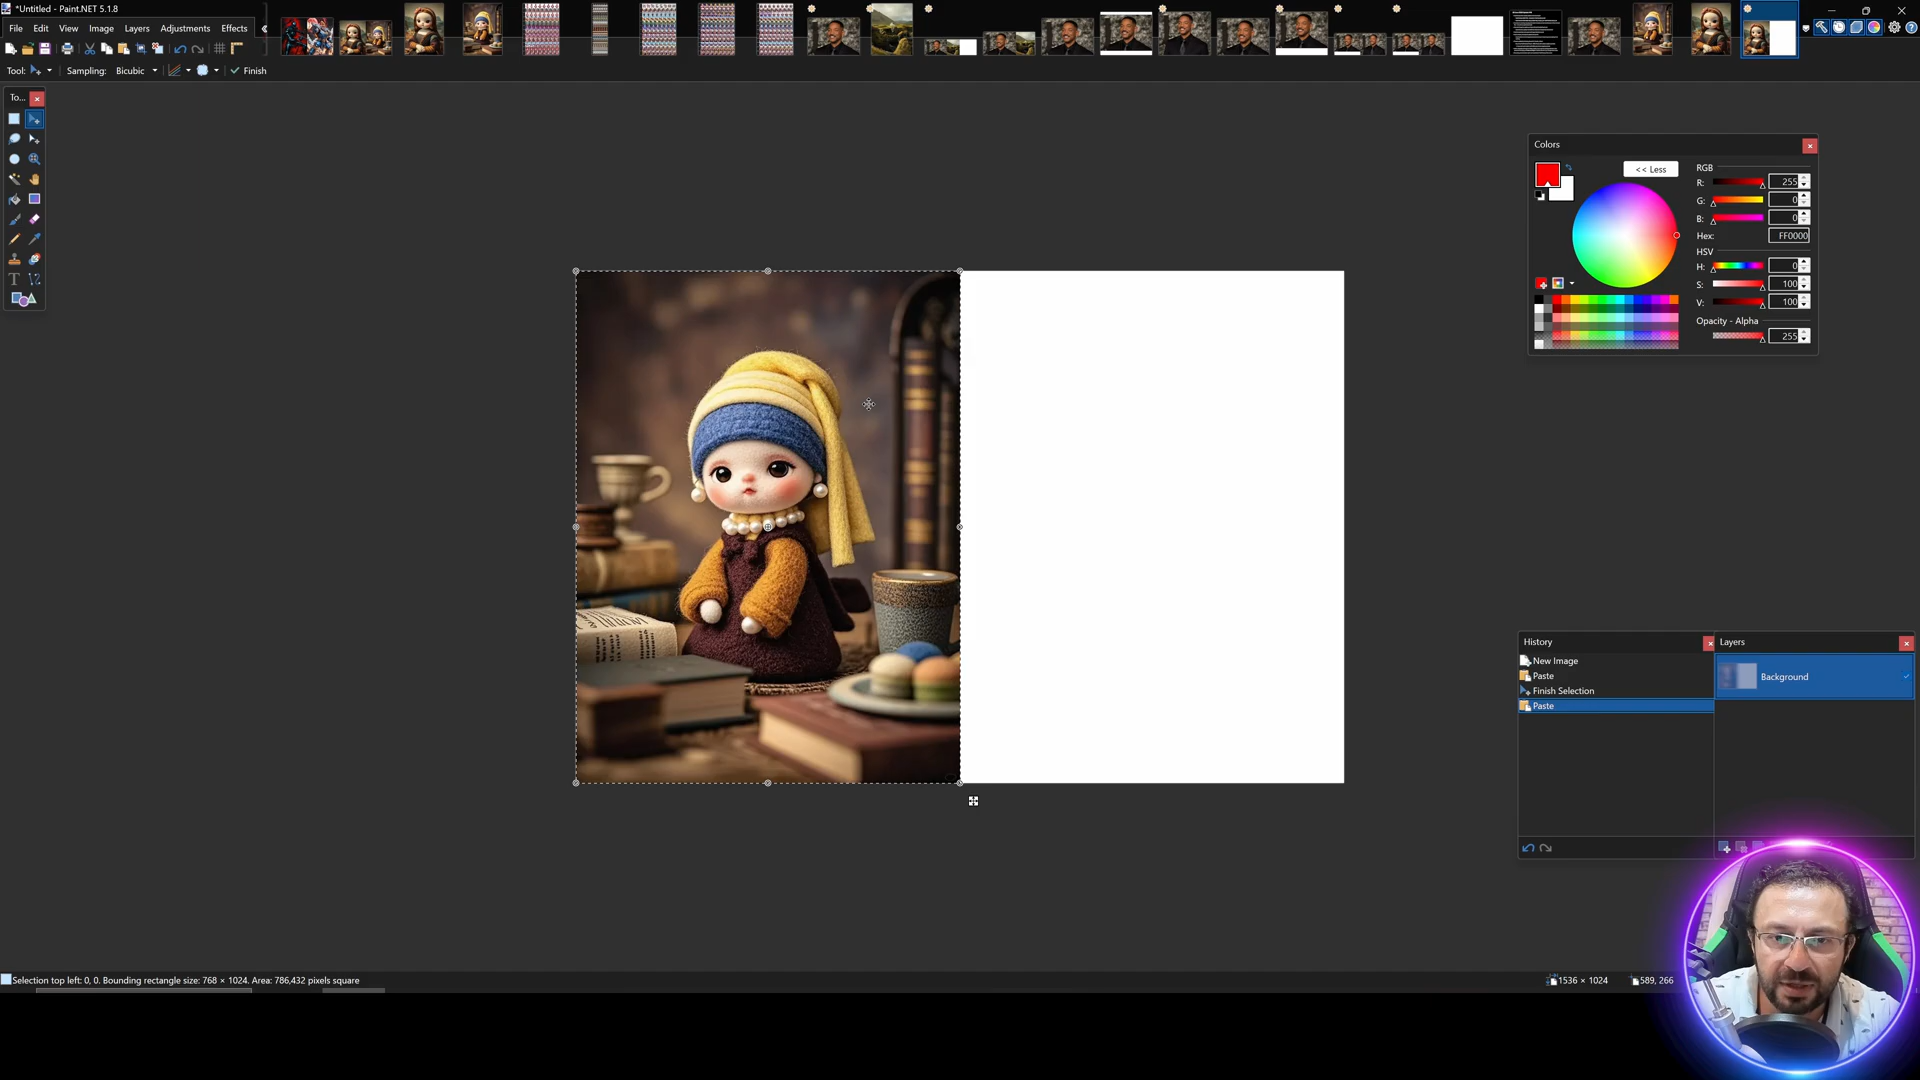 *Untitled - Paint.NET 5.1.8
File Edit View Image Layers Adjustments Effects
Tool: Sampling: Bicubic Finish
To...
Colors
<< Less
RGB
R: 255
G: 0
B: 0
Hex: FF0000
HSV
H: 0
S: 100
V: 100
Opacity - Alpha
255
History
New Image
Paste
Finish Selection
Paste
Layers
Background
Selection top left: 0, 0. Bounding rectangle size: 768 × 1024. Area: 786,432 pixels square
1536 × 1024
589, 266